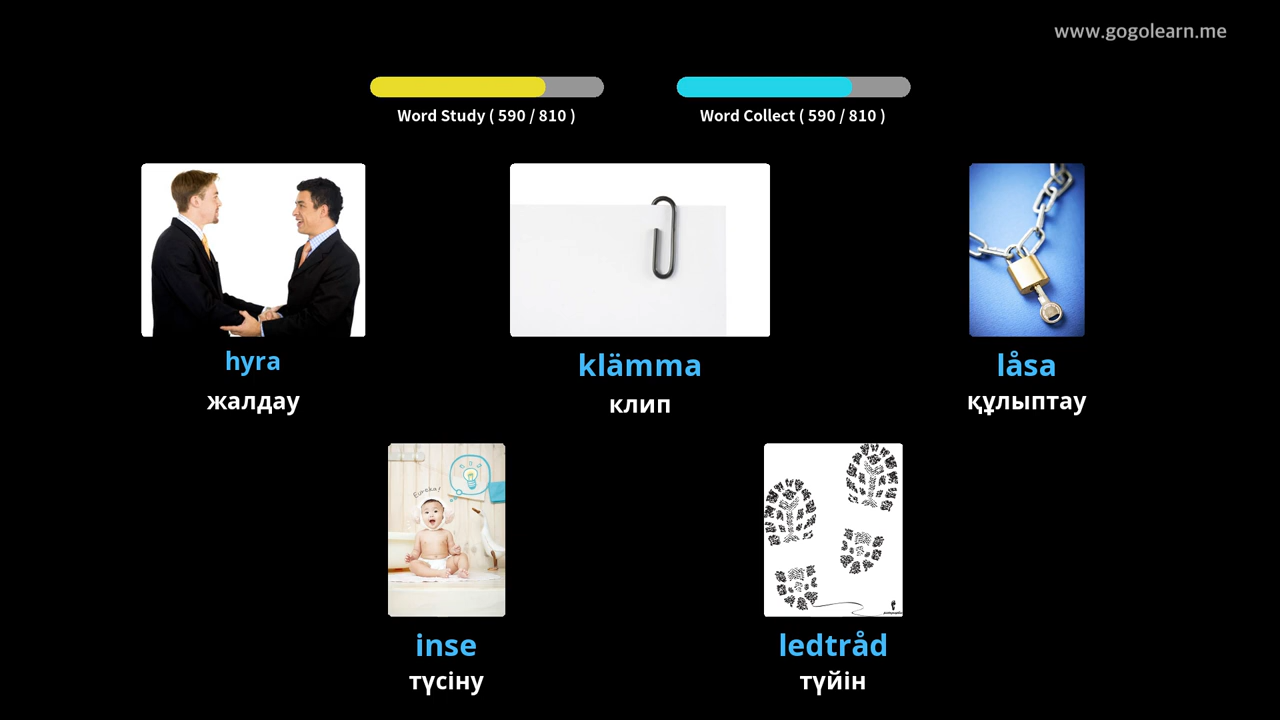 www.gogolearn.me
Word Study ( 590 / 810 )
Word Collect ( 590 / 810 )
hyra
klämma
låsa
жалдау
клип
құлыптау
Eureka!
inse
ledtråd
түсіну
түйін